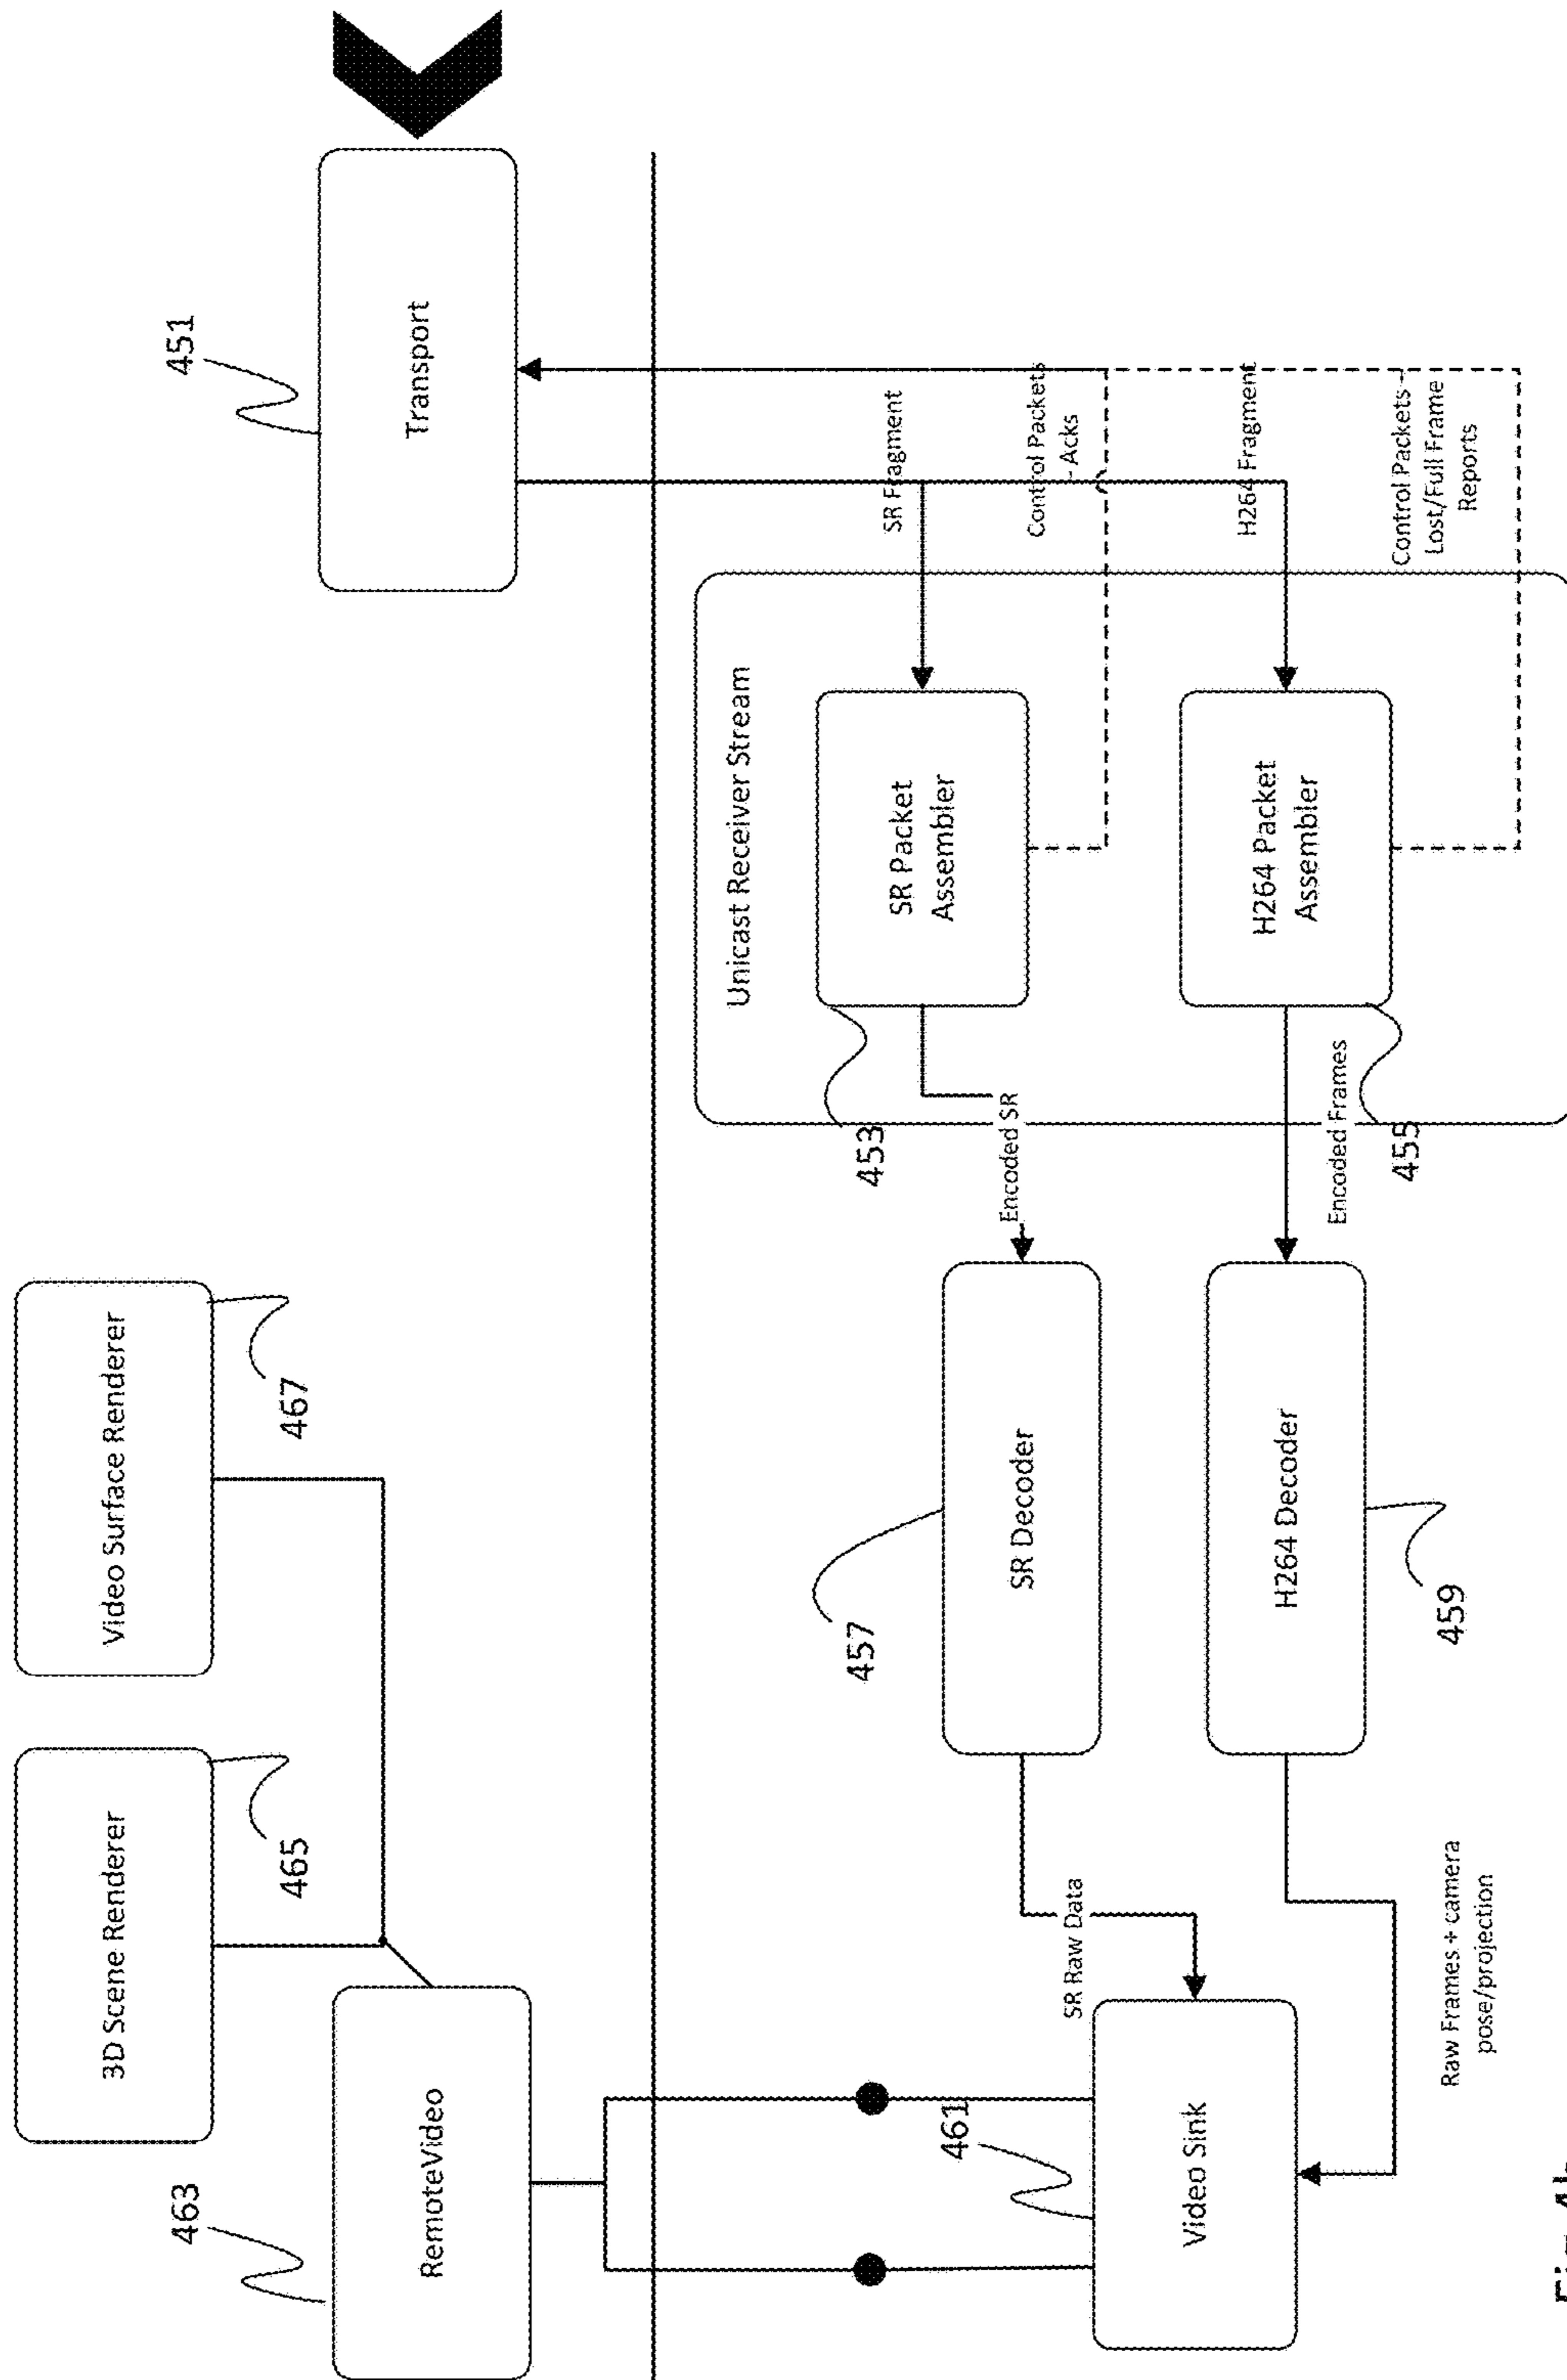 3D Scene Renderer
465
Video Surface Renderer
467
463
RemoteVideo
451
Transport
Unicast Receiver Stream
461
Video Sink
SR Raw Data
457
SR Decoder
Encoded SR
453
SR Packet
Assembler
SR Fragment
Control Packets
- Acks
Raw Frames + camera
pose/projection
459
H264 Decoder
Encoded Frames
455
H264 Packet
Assembler
H264 Fragment
Control Packets -
Lost/Full Frame
Reports